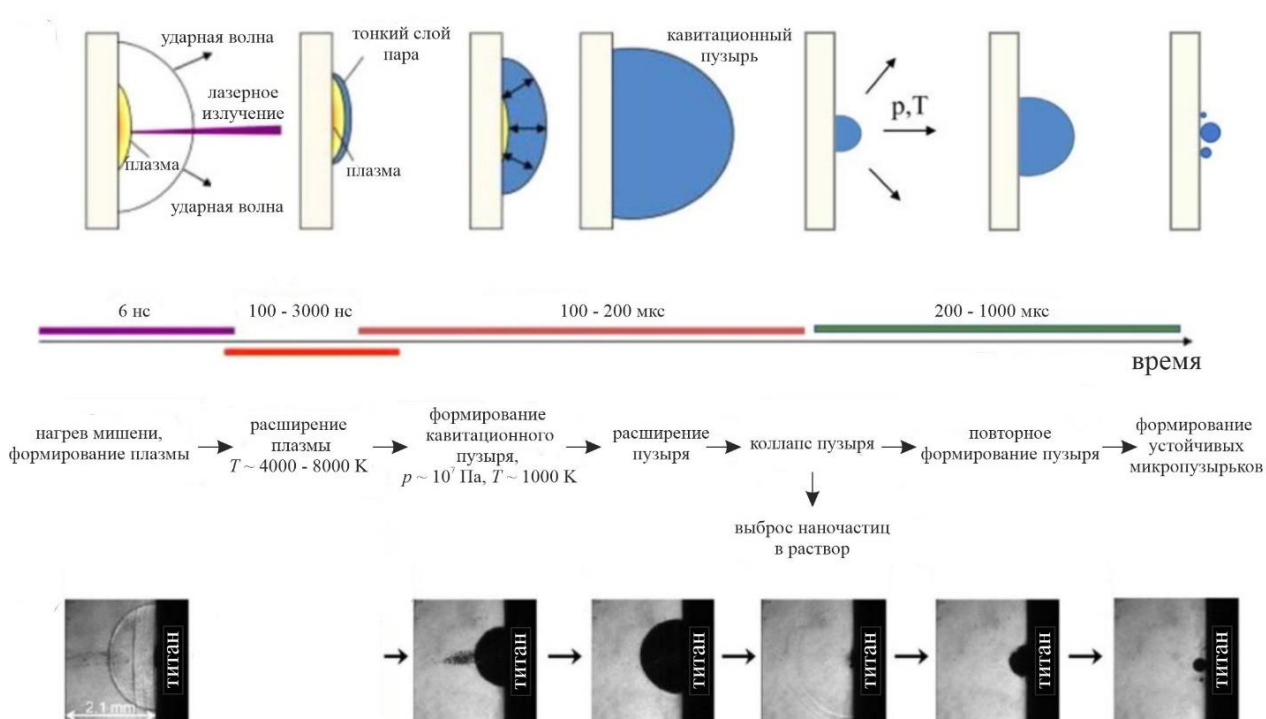 ударная волна
лазерное
излучение
плазма
ударная волна
тонкий слой
пара
плазма
кавитационный
пузырь
p,T
6 нс
100 - 3000 нс
100 - 200 мкс
200 - 1000 мкс
время
нагрев мишени,
формирование плазмы
расширение
плазмы
T ~ 4000 - 8000 K
формирование
кавитационного
пузыря,
p ~ 10⁷ Па, T ~ 1000 K
расширение
пузыря
коллапс пузыря
выброс наночастиц
в раствор
повторное
формирование пузыря
формирование
устойчивых
микропузырьков
2.1 mm
титан
титан
титан
титан
титан
титан